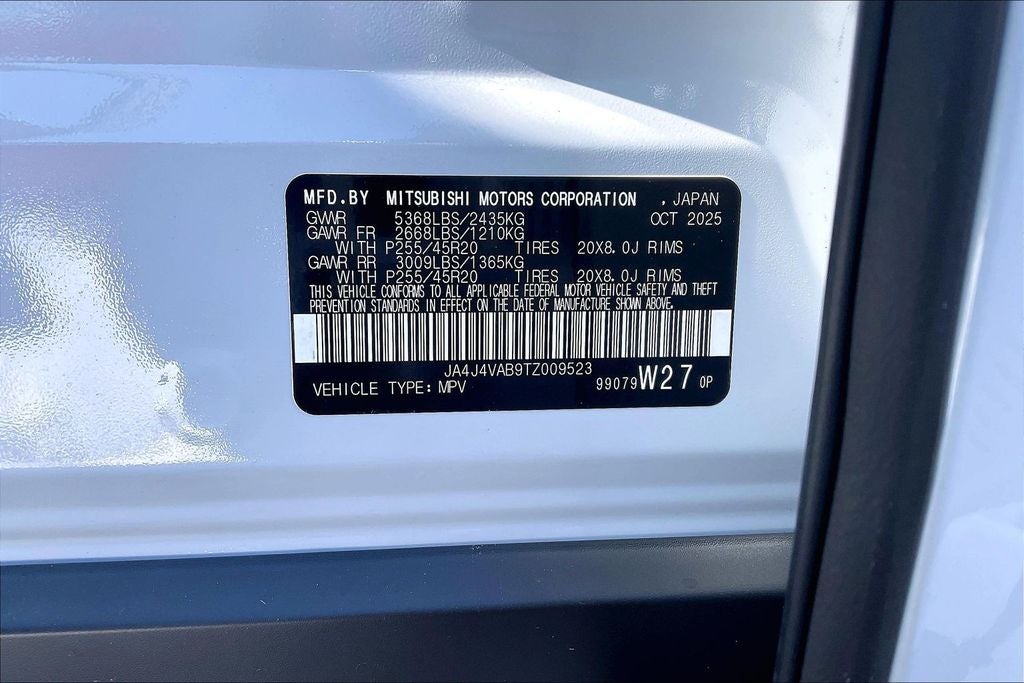 MFD.BY MITSUBISHI MOTORS CORPORATION , JAPAN
GVWR 5368LBS/2435KG OCT 2025
GAWR FR 2668LBS/1210KG
WITH P255/45R20 TIRES 20X8.0J RIMS
GAWR RR 3009LBS/1365KG
WITH P255/45R20 TIRES 20X8.0J RIMS
THIS VEHICLE CONFORMS TO ALL APPLICABLE FEDERAL MOTOR VEHICLE SAFETY AND THEFT
PREVENTION STANDARDS IN EFFECT ON THE DATE OF MANUFACTURE SHOWN ABOVE.
JA4J4VAB9TZ009523
VEHICLE TYPE: MPV 99079 W27 0P